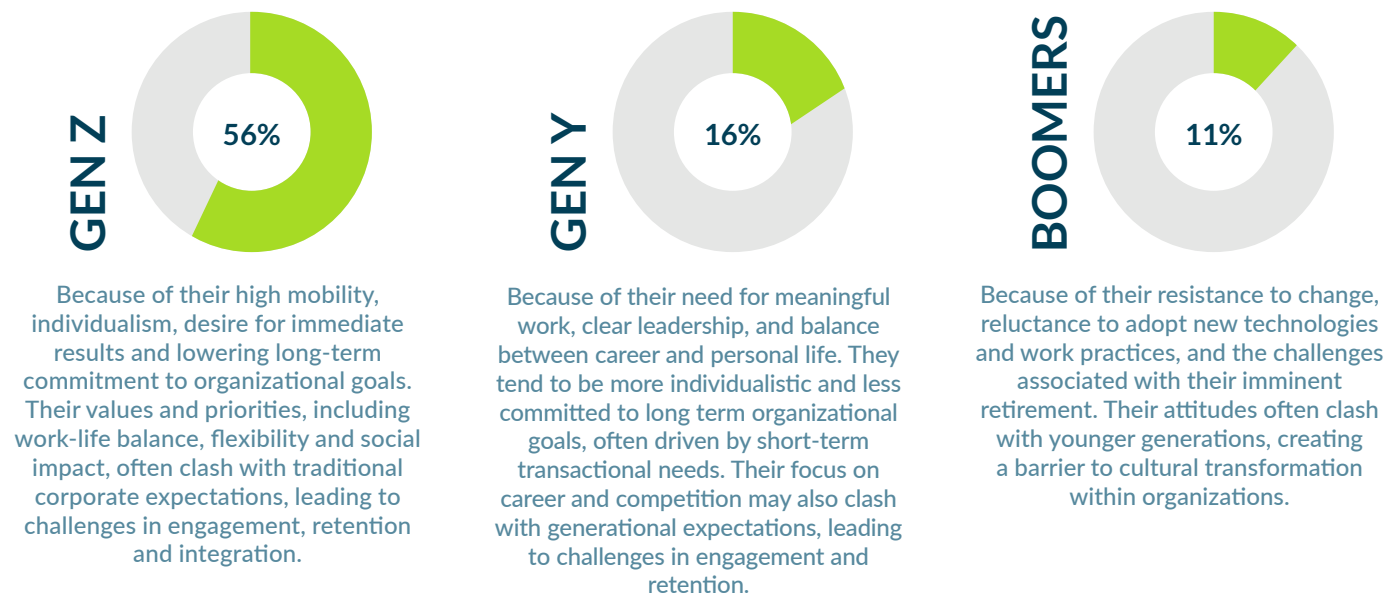 GEN Z
56%
Because of their high mobility,
individualism, desire for immediate
results and lowering long-term
commitment to organizational goals.
Their values and priorities, including
work-life balance, flexibility and social
impact, often clash with traditional
corporate expectations, leading to
challenges in engagement, retention
and integration.
GEN Y
16%
Because of their need for meaningful
work, clear leadership, and balance
between career and personal life. They
tend to be more individualistic and less
committed to long term organizational
goals, often driven by short-term
transactional needs. Their focus on
career and competition may also clash
with generational expectations, leading
to challenges in engagement and
retention.
BOOMERS
11%
Because of their resistance to change,
reluctance to adopt new technologies
and work practices, and the challenges
associated with their imminent
retirement. Their attitudes often clash
with younger generations, creating
a barrier to cultural transformation
within organizations.